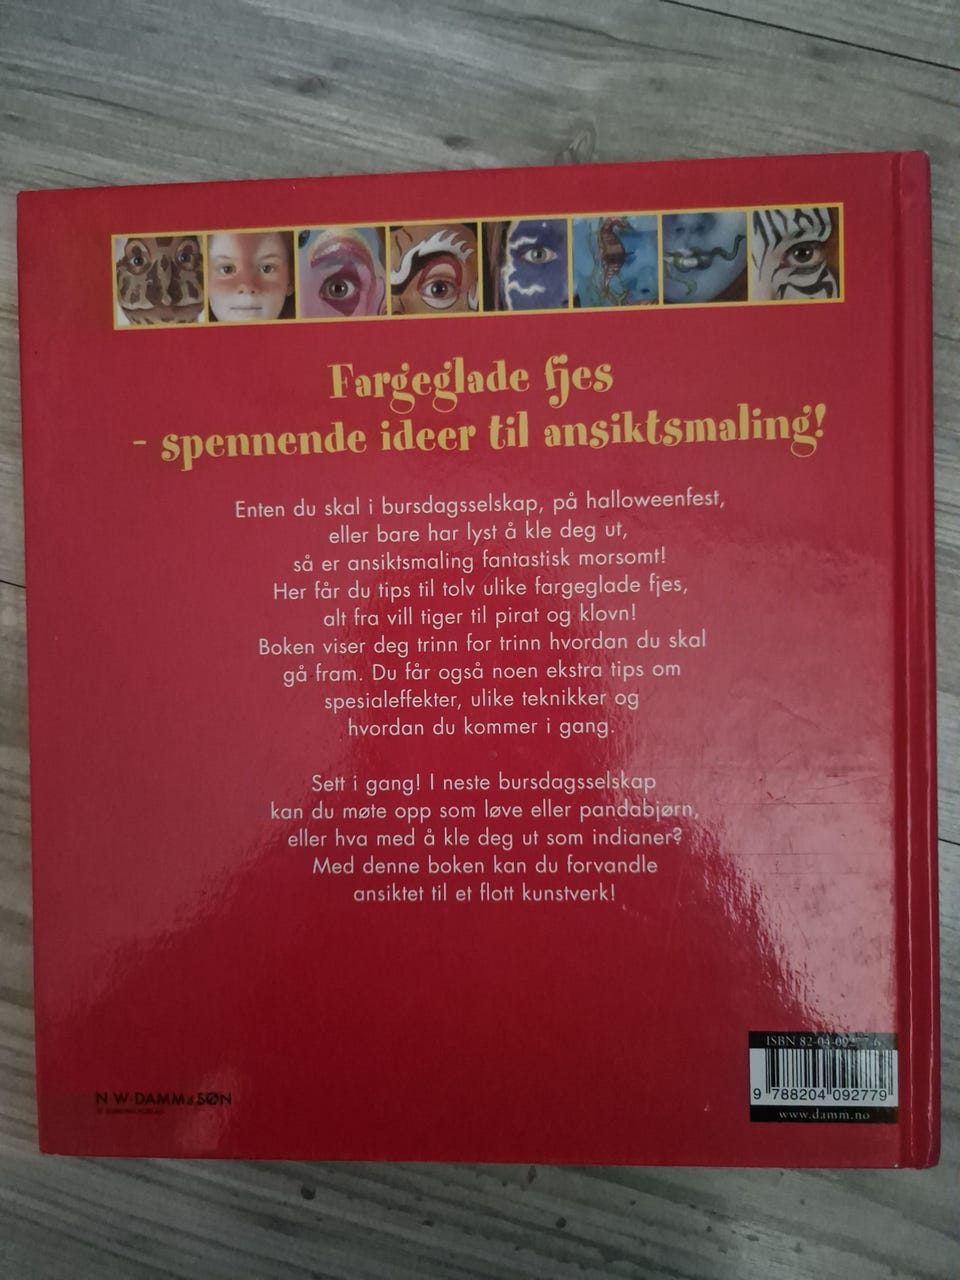 Fargeglade fjes
- spennende ideer til ansiktsmaling!
Enten du skal i bursdagsselskap, på halloweenfest,
eller bare har lyst å kle deg ut,
så er ansiktsmaling fantastisk morsomt!
Her får du tips til tolv ulike fargeglade fjes,
alt fra vill tiger til pirat og klovn!
Boken viser deg trinn for trinn hvordan du skal
gå fram. Du får også noen ekstra tips om
spesialeffekter, ulike teknikker og
hvordan du kommer i gang.
Sett i gang! I neste bursdagsselskap
kan du møte opp som løve eller pandabjørn,
eller hva med å kle deg ut som indianer?
Med denne boken kan du forvandle
ansiktet til et flott kunstverk!
N·W·DAMM & SØN
ISBN
9 788204 092779
www.damm.no